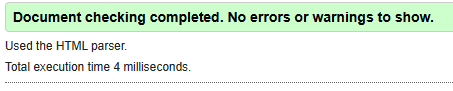 Document checking completed. No errors or warnings to show.
Used the HTML parser.
Total execution time 4 milliseconds.